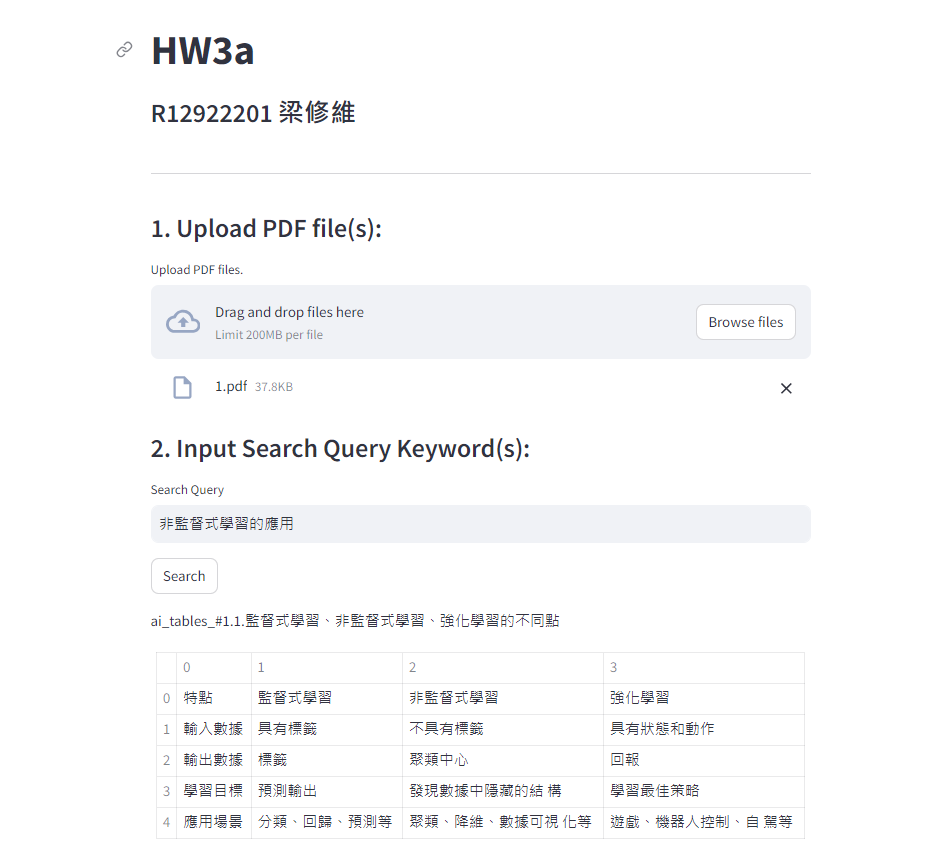 HW3a
R12922201 梁修維
1. Upload PDF file(s):
Upload PDF files.
Drag and drop files here
Limit 200MB per file
Browse files
1.pdf 37.8KB
2. Input Search Query Keyword(s):
Search Query
非監督式學習的應用
Search
ai_tables_#1.1.監督式學習、非監督式學習、強化學習的不同點
0 1 2 3
0 特點 監督式學習 非監督式學習 強化學習
1 輸入數據 具有標籤 不具有標籤 具有狀態和動作
2 輸出數據 標籤 聚類中心 回報
3 學習目標 預測輸出 發現數據中隱藏的結 構 學習最佳策略
4 應用場景 分類、回歸、預測等 聚類、降維、數據可視 化等 遊戲、機器人控制、自 駕等